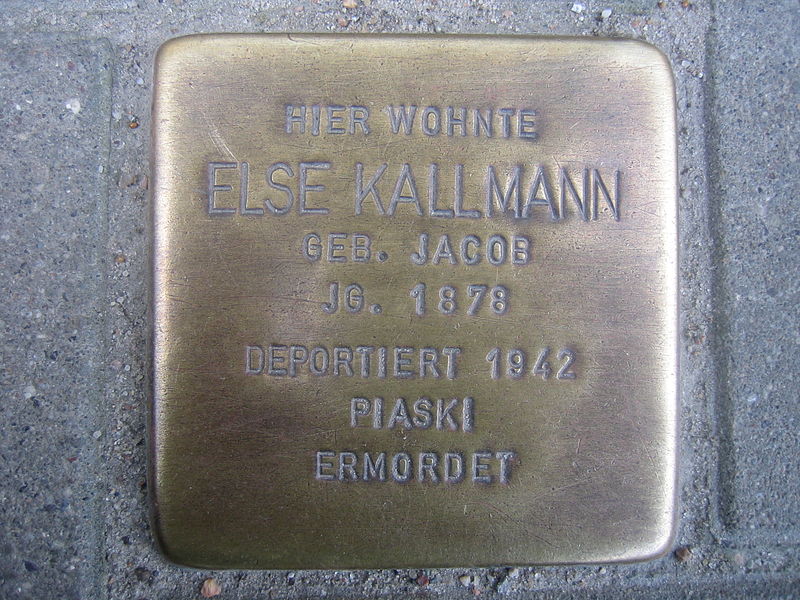 HIER WOHNTE
ELSE KALLMANN
GEB. JACOB
JG. 1878
DEPORTIERT 1942
PIASKI
ERMORDET